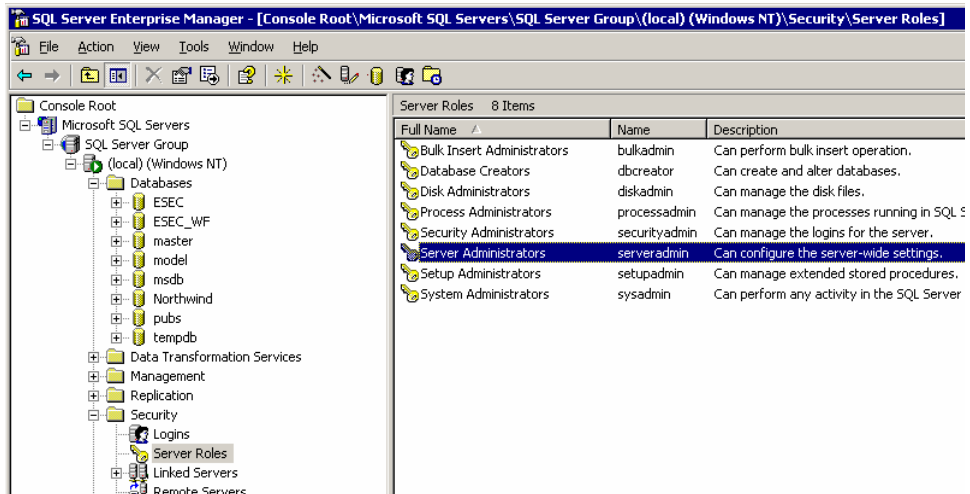 SQL Server Enterprise Manager - [Console Root\Microsoft SQL Servers\SQL Server Group\(local) (Windows NT)\Security\Server Roles]
File Action View Tools Window Help
Console Root
Microsoft SQL Servers
SQL Server Group
(local) (Windows NT)
Databases
ESEC
ESEC_WF
master
model
msdb
Northwind
pubs
tempdb
Data Transformation Services
Management
Replication
Security
Logins
Server Roles
Linked Servers
Remote Servers
Server Roles 8 Items
Full Name Name Description
Bulk Insert Administrators bulkadmin Can perform bulk insert operation.
Database Creators dbcreator Can create and alter databases.
Disk Administrators diskadmin Can manage the disk files.
Process Administrators processadmin Can manage the processes running in SQL S
Security Administrators securityadmin Can manage the logins for the server.
Server Administrators serveradmin Can configure the server-wide settings.
Setup Administrators setupadmin Can manage extended stored procedures.
System Administrators sysadmin Can perform any activity in the SQL Server